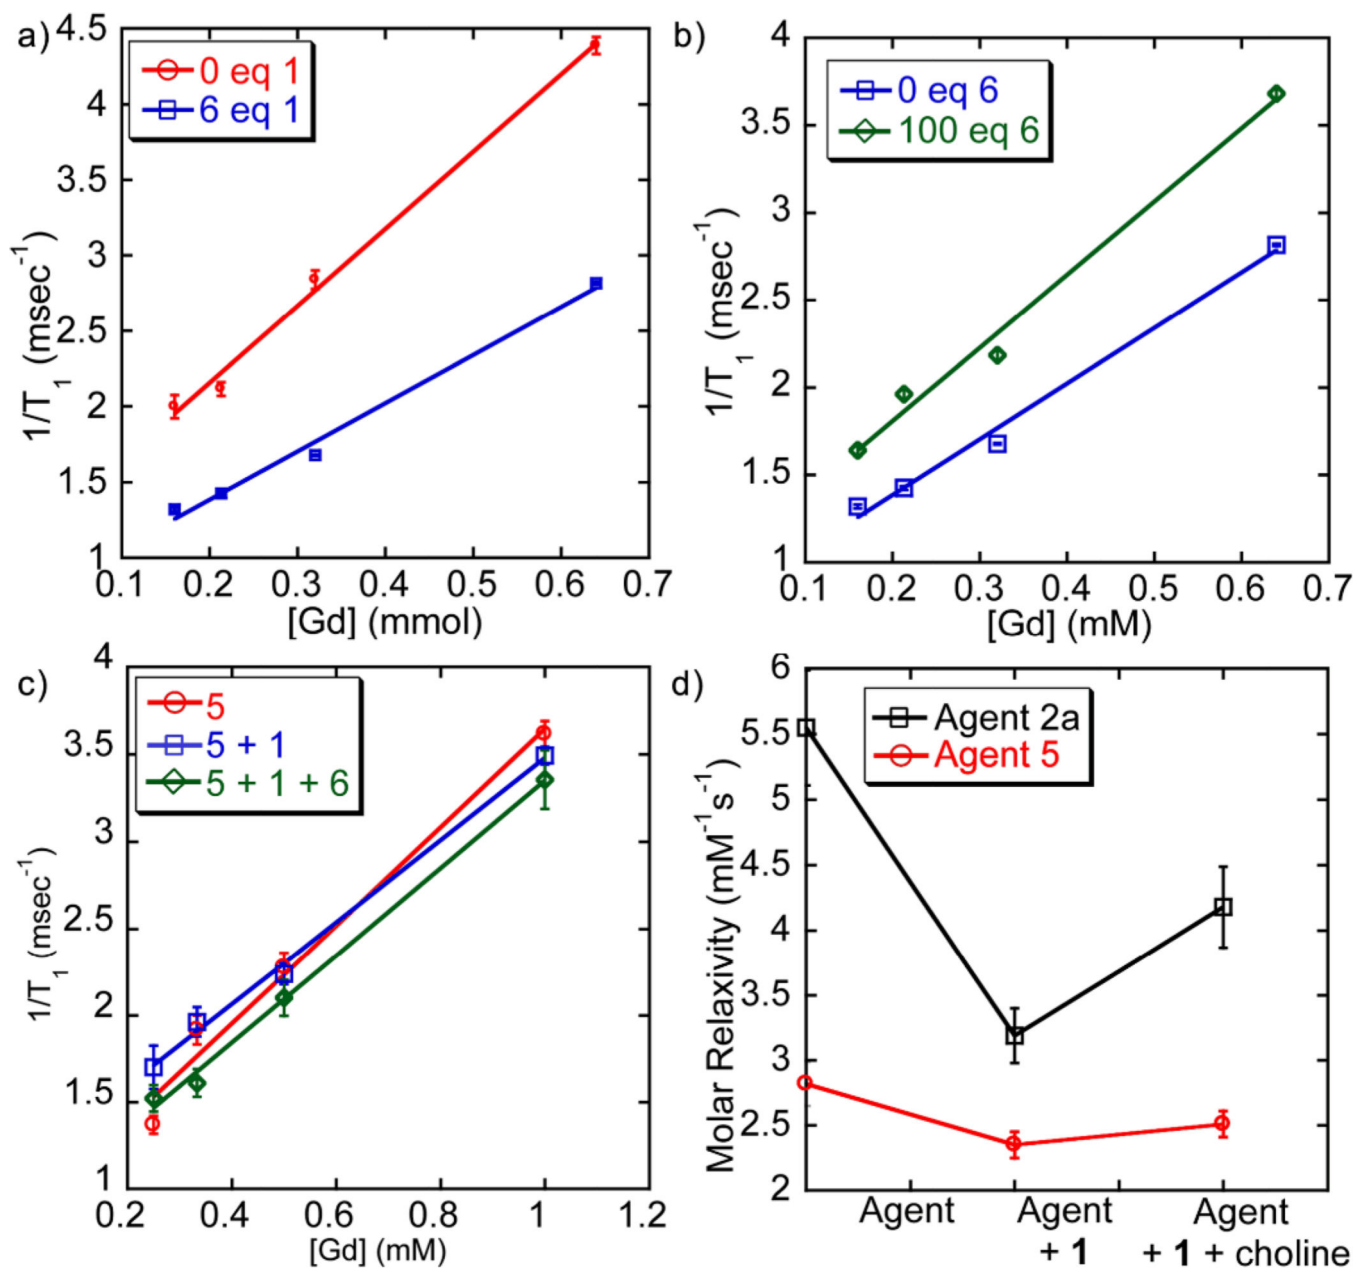 a)
4.5
4
3.5
3
2.5
2
1.5
1
0 eq 1
6 eq 1
1/T1 (msec-1)
0.1 0.2 0.3 0.4 0.5 0.6 0.7
[Gd] (mmol)
b)
4
3.5
3
2.5
2
1.5
1
0 eq 6
100 eq 6
1/T1 (msec-1)
0.1 0.2 0.3 0.4 0.5 0.6 0.7
[Gd] (mM)
c)
4
3.5
3
2.5
2
1.5
1
5
5 + 1
5 + 1 + 6
1/T1 (msec-1)
0.2 0.4 0.6 0.8 1 1.2
[Gd] (mM)
d)
6
5.5
5
4.5
4
3.5
3
2.5
2
Agent 2a
Agent 5
Molar Relaxivity (mM-1s-1)
Agent Agent Agent
+ 1 + 1 + choline